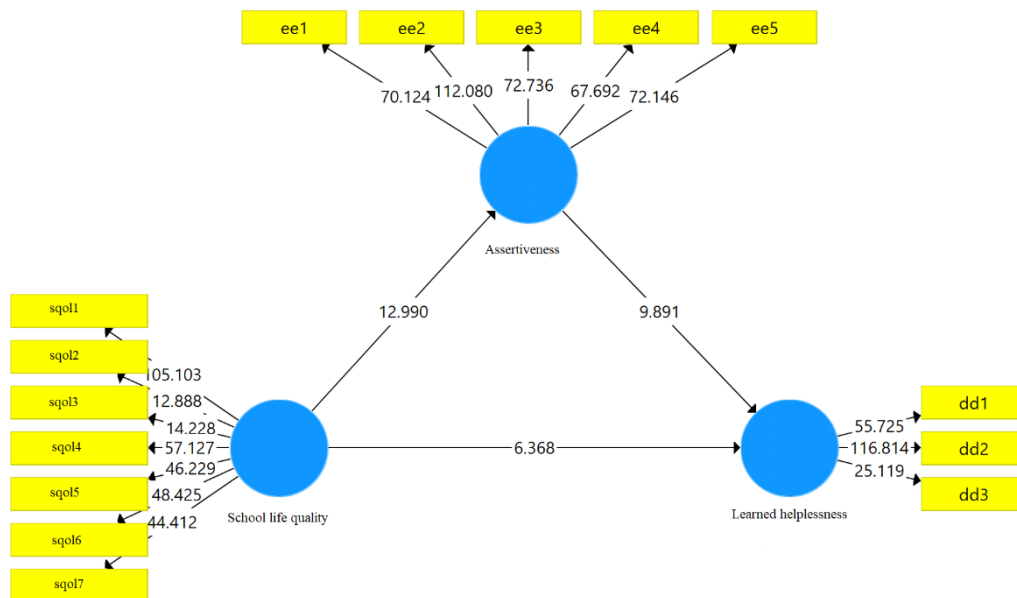 ee1
ee2
ee3
ee4
ee5
70.124
112.080
72.736
67.692
72.146
Assertiveness
12.990
9.891
sqol1
sqol2
sqol3
sqol4
sqol5
sqol6
sqol7
105.103
12.888
14.228
57.127
46.229
48.425
44.412
School life quality
6.368
Learned helplessness
55.725
116.814
25.119
dd1
dd2
dd3